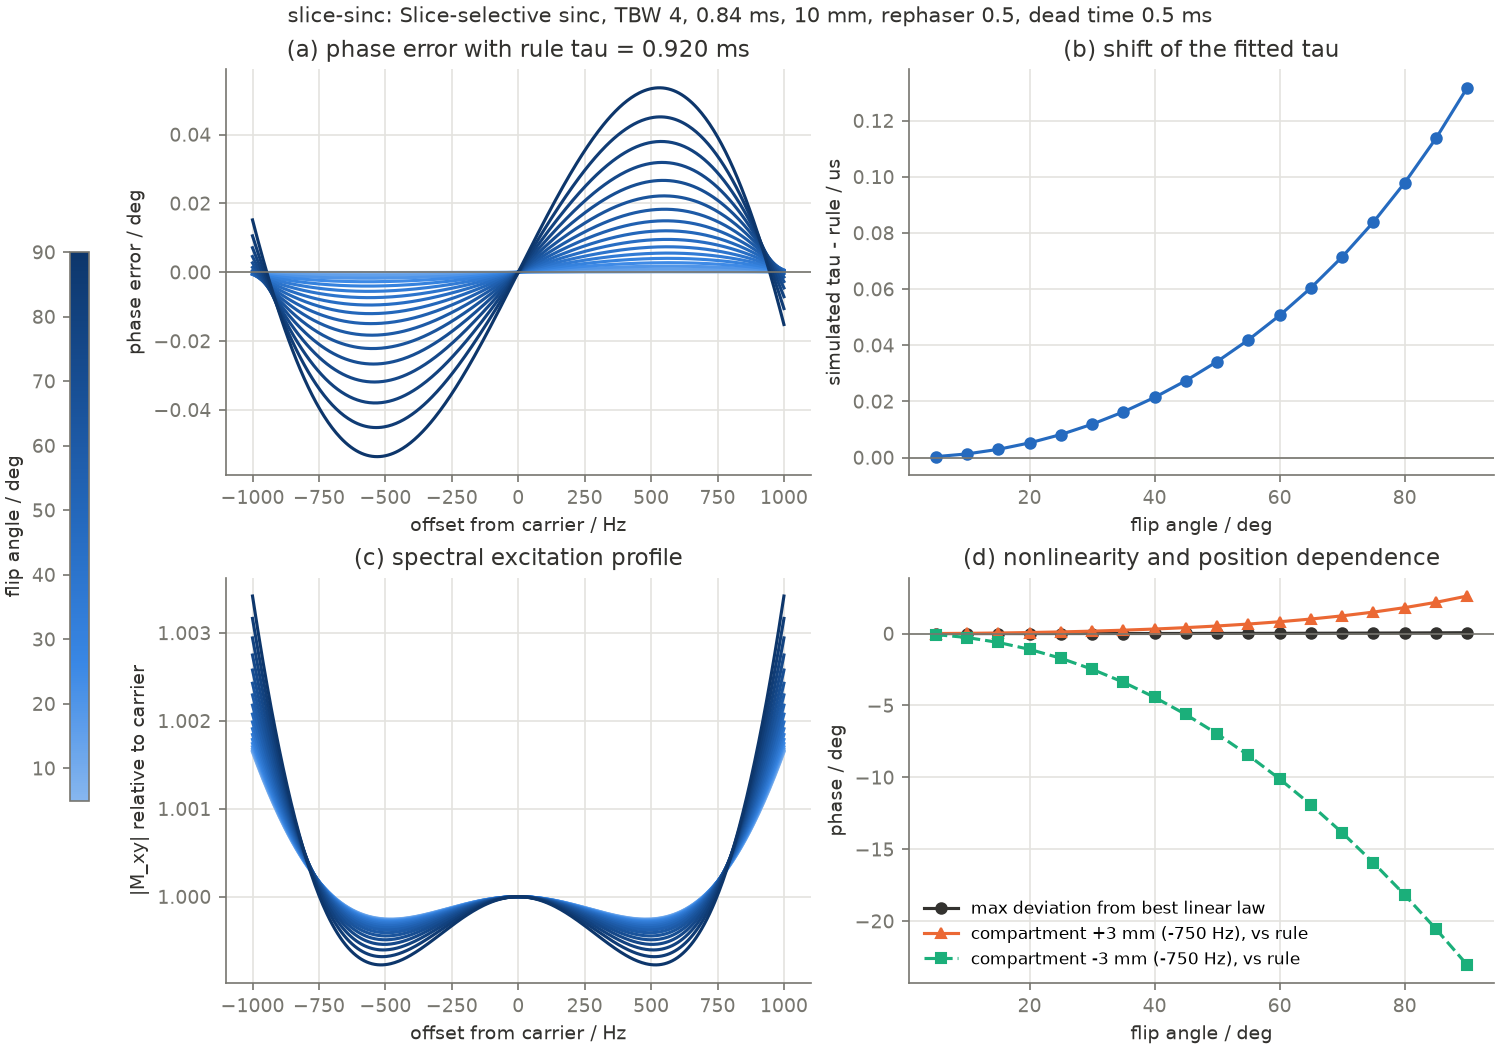 slice-sinc: Slice-selective sinc, TBW 4, 0.84 ms, 10 mm, rephaser 0.5, dead time 0.5 ms
(a) phase error with rule tau = 0.920 ms
phase error / deg
0.04
0.02
0.00
−0.02
−0.04
−1000 −750 −500 −250 0 250 500 750 1000
offset from carrier / Hz
(b) shift of the fitted tau
simulated tau - rule / us
0.12
0.10
0.08
0.06
0.04
0.02
0.00
20 40 60 80
flip angle / deg
flip angle / deg
90
80
70
60
50
40
30
20
10
(c) spectral excitation profile
|M_xy| relative to carrier
1.003
1.002
1.001
1.000
−1000 −750 −500 −250 0 250 500 750 1000
offset from carrier / Hz
(d) nonlinearity and position dependence
phase / deg
0
−5
−10
−15
−20
max deviation from best linear law
compartment +3 mm (-750 Hz), vs rule
compartment -3 mm (-750 Hz), vs rule
20 40 60 80
flip angle / deg